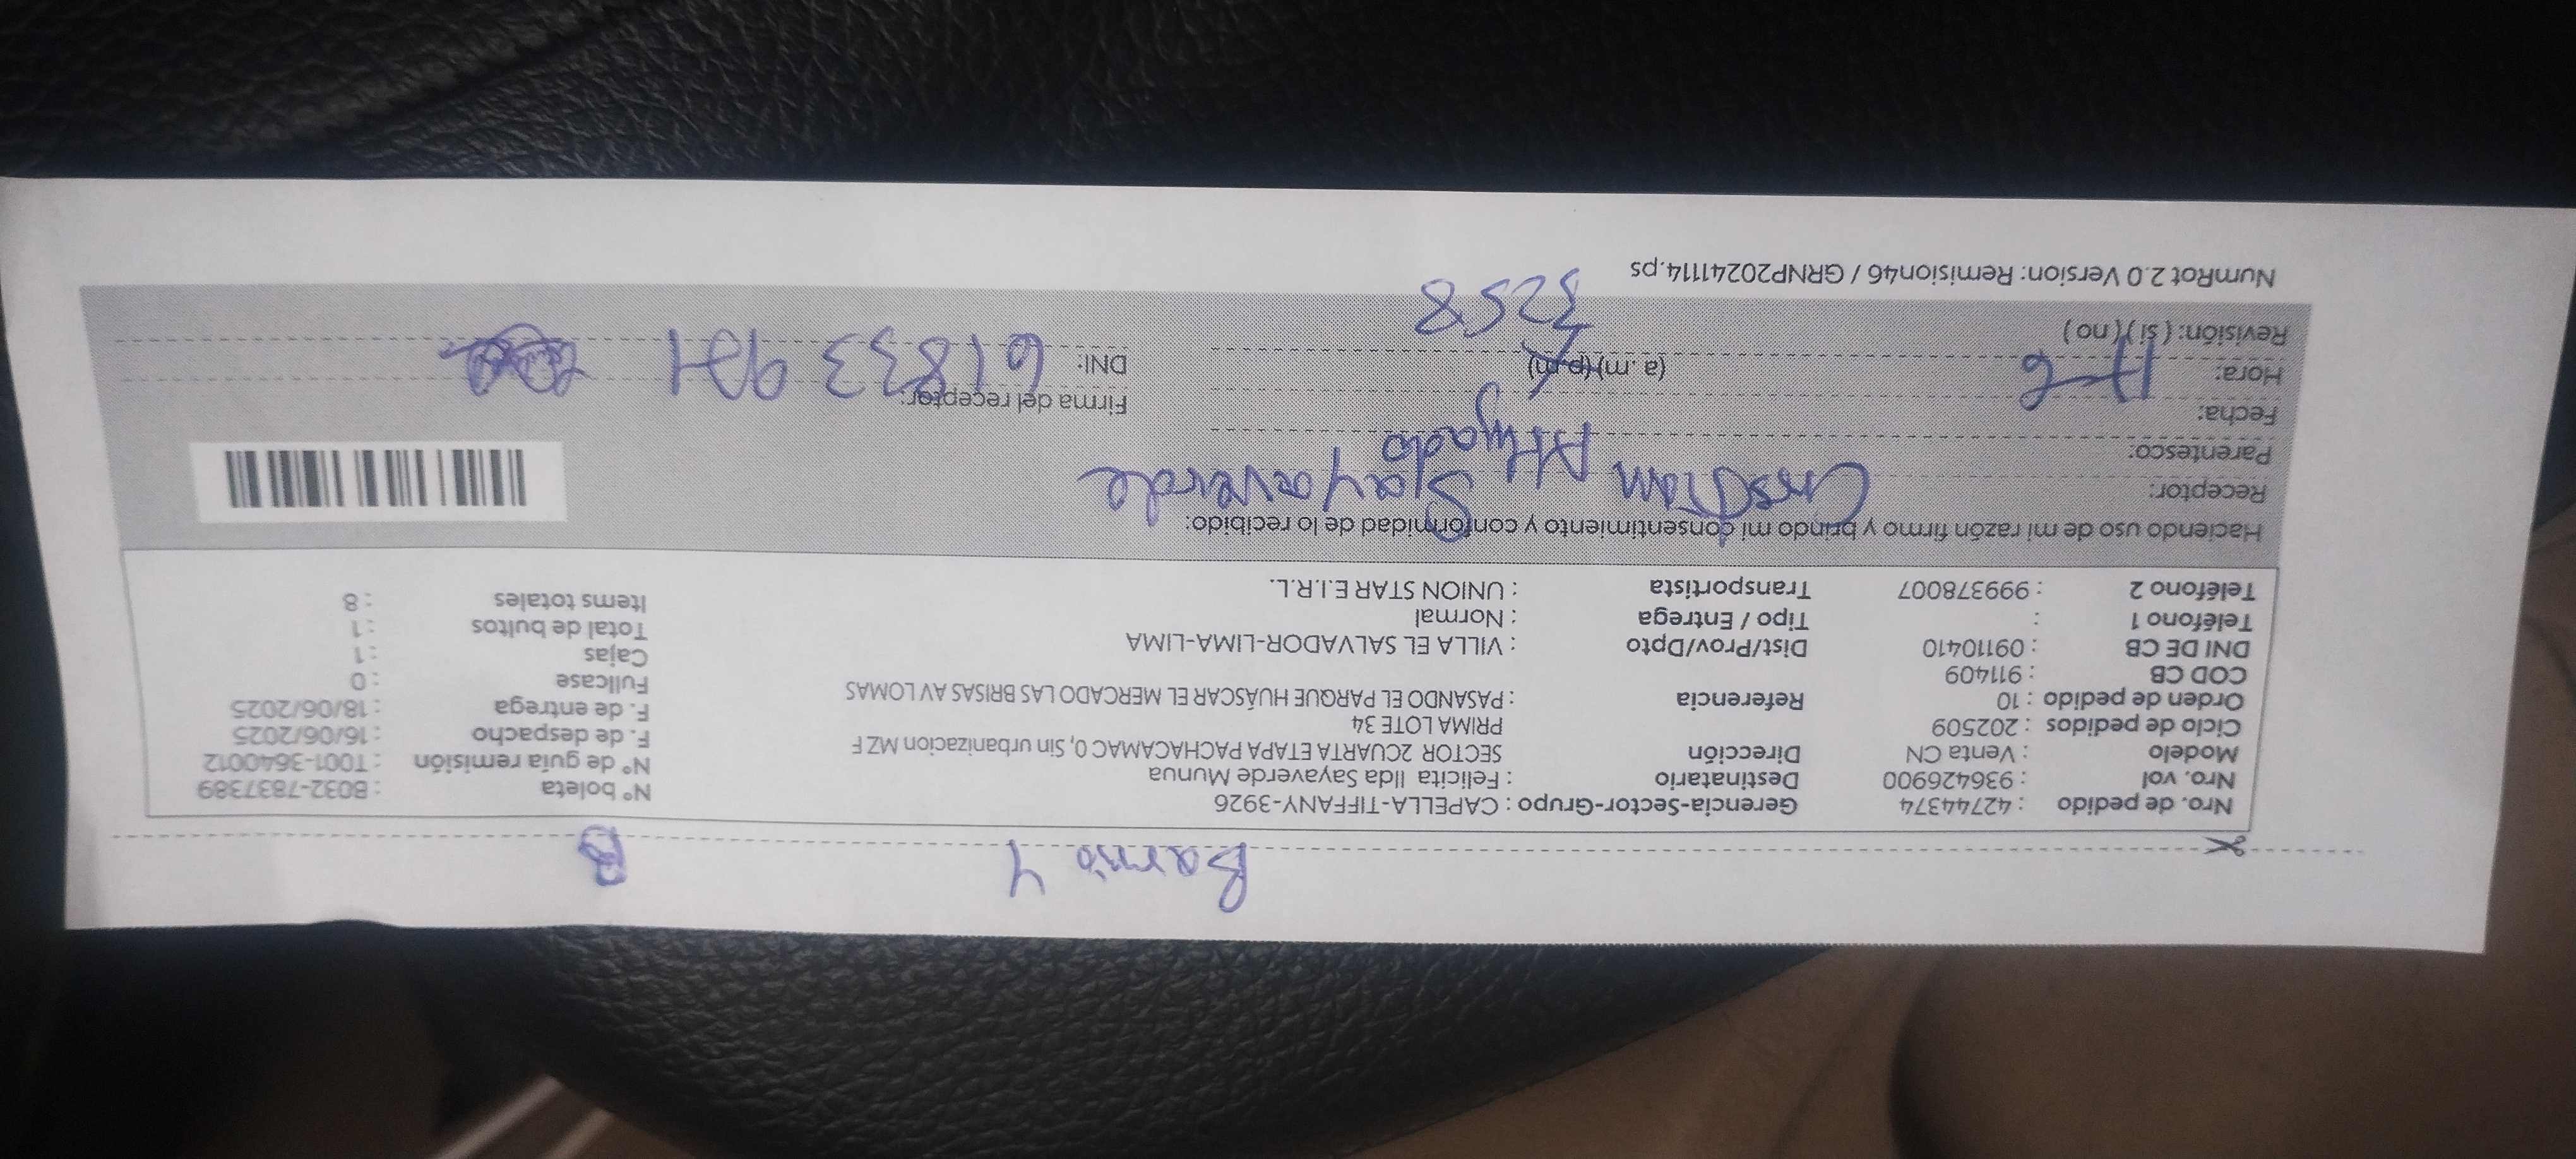 Barrio 4 B
Nro. de pedido : 42744374 Gerencia-Sector-Grupo : CAPELLA-TIFFANY-3926 N° boleta : B032-7837389
Nro. vol : 936426900 Destinatario : Felicita Ilda Sayaverde Munua N° de guía remisión : T001-3640012
Modelo : Venta CN Dirección SECTOR 2CUARTA ETAPA PACHACAMAC 0, Sin urbanizacion MZ F F. de despacho : 16/06/2025
Ciclo de pedidos : 202509 PRIMA LOTE 34 F. de entrega : 18/06/2025
Orden de pedido : 10 Referencia : PASANDO EL PARQUE HUÁSCAR EL MERCADO LAS BRISAS AV LOMAS Fullcase : 0
COD CB : 911409 Cajas : 1
DNI DE CB : 09110410 Dist/Prov/Dpto : VILLA EL SALVADOR-LIMA-LIMA Total de bultos : 1
Teléfono 1 : Tipo / Entrega : Normal Items totales : 8
Teléfono 2 : 999378007 Transportista : UNION STAR E.I.R.L.
Haciendo uso de mi razón firmo y brindo mi consentimiento y conformidad de lo recibido:
Receptor: Sayaverde
Parentesco: Ahijado
Fecha: 17-6
Firma del receptor:
Hora: (a. m) (p.m) DNI: 61833 971
Revisión: ( si ) ( no )
3258
NumRot 2.0 Version: Remision46 / GRNP20241114.ps